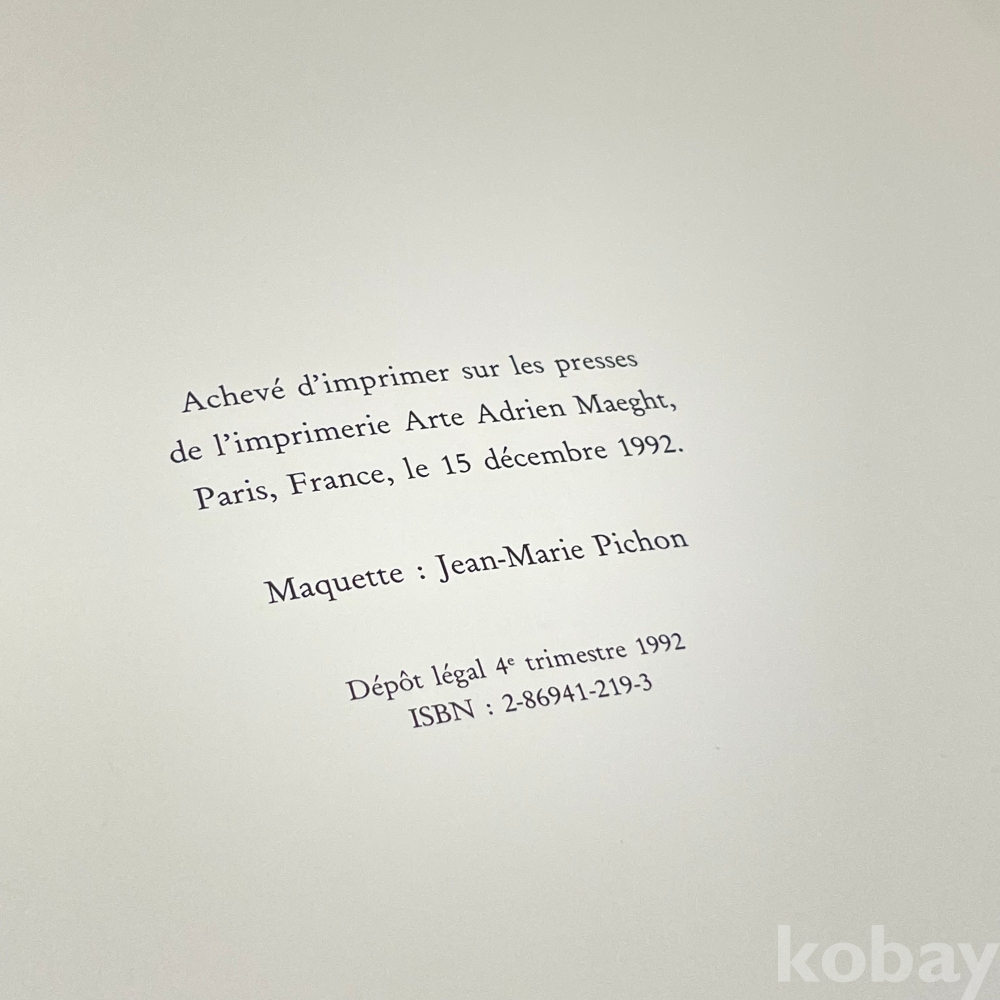 Achevé d'imprimer sur les presses
de l'imprimerie Arte Adrien Maeght,
Paris, France, le 15 décembre 1992.
Maquette : Jean-Marie Pichon
Dépôt légal 4e trimestre 1992
ISBN : 2-86941-219-3
kobay